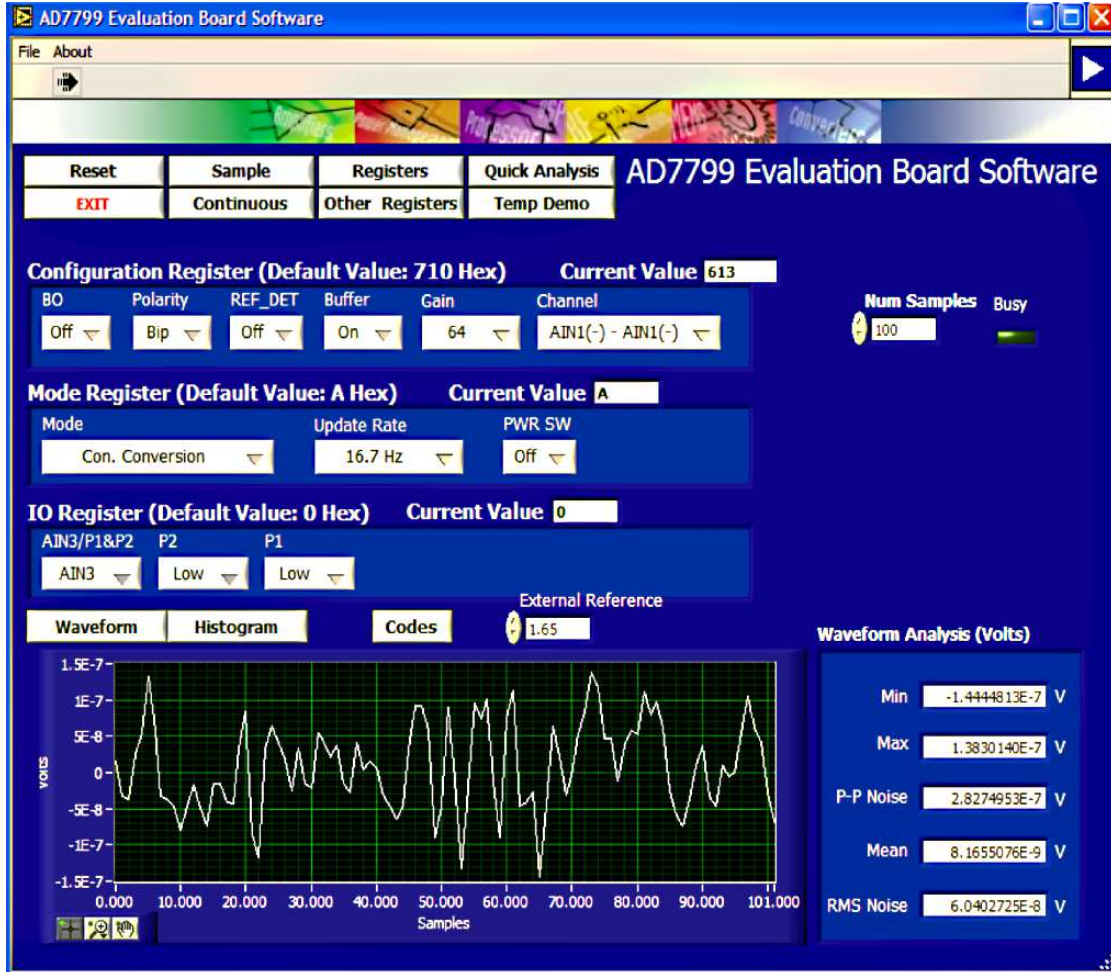 AD7799 Evaluation Board Software
File About
Reset Sample Registers Quick Analysis AD7799 Evaluation Board Software
EXIT Continuous Other Registers Temp Demo
Configuration Register (Default Value: 710 Hex) Current Value 613
BO Polarity REF_DET Buffer Gain Channel Num Samples Busy
Off Bip Off On 64 AIN1(-) - AIN1(-) 100
Mode Register (Default Value: A Hex) Current Value A
Mode Update Rate PWR SW
Con. Conversion 16.7 Hz Off
IO Register (Default Value: 0 Hex) Current Value 0
AIN3/P1&P2 P2 P1
AIN3 Low Low
External Reference
Waveform Histogram Codes 1.65
Waveform Analysis (Volts)
1.5E-7
1E-7
5E-8
0
-5E-8
-1E-7
-1.5E-7
volts
0.000 10.000 20.000 30.000 40.000 50.000 60.000 70.000 80.000 90.000 101.000
Samples
Min -1.4444813E-7 V
Max 1.3830140E-7 V
P-P Noise 2.8274953E-7 V
Mean 8.1655076E-9 V
RMS Noise 6.0402725E-8 V